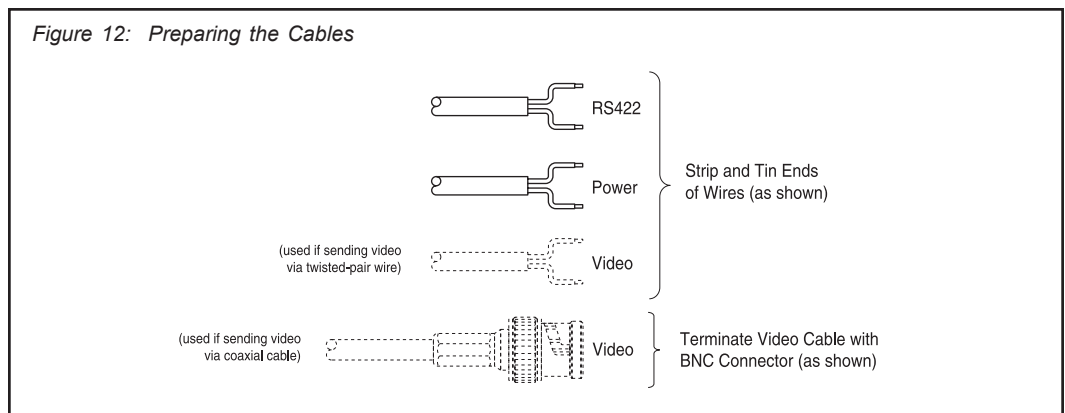 Figure 12: Preparing the Cables
RS422
Power
Strip and Tin Ends
of Wires (as shown)
(used if sending video
via twisted-pair wire)
Video
(used if sending video
via coaxial cable)
Video
Terminate Video Cable with
BNC Connector (as shown)